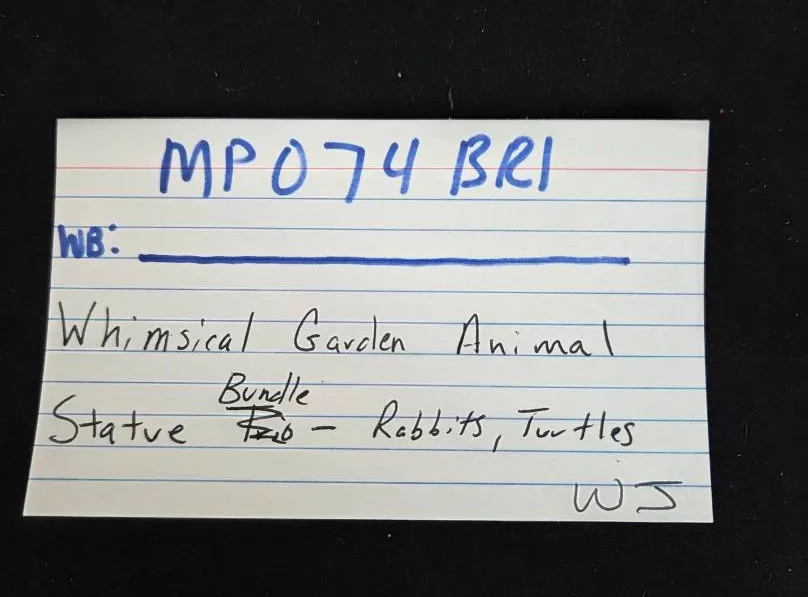 MP074 BRI
WB:
Whimsical Garden Animal
Bundle
Statue - Rabbits, Turtles
WJ